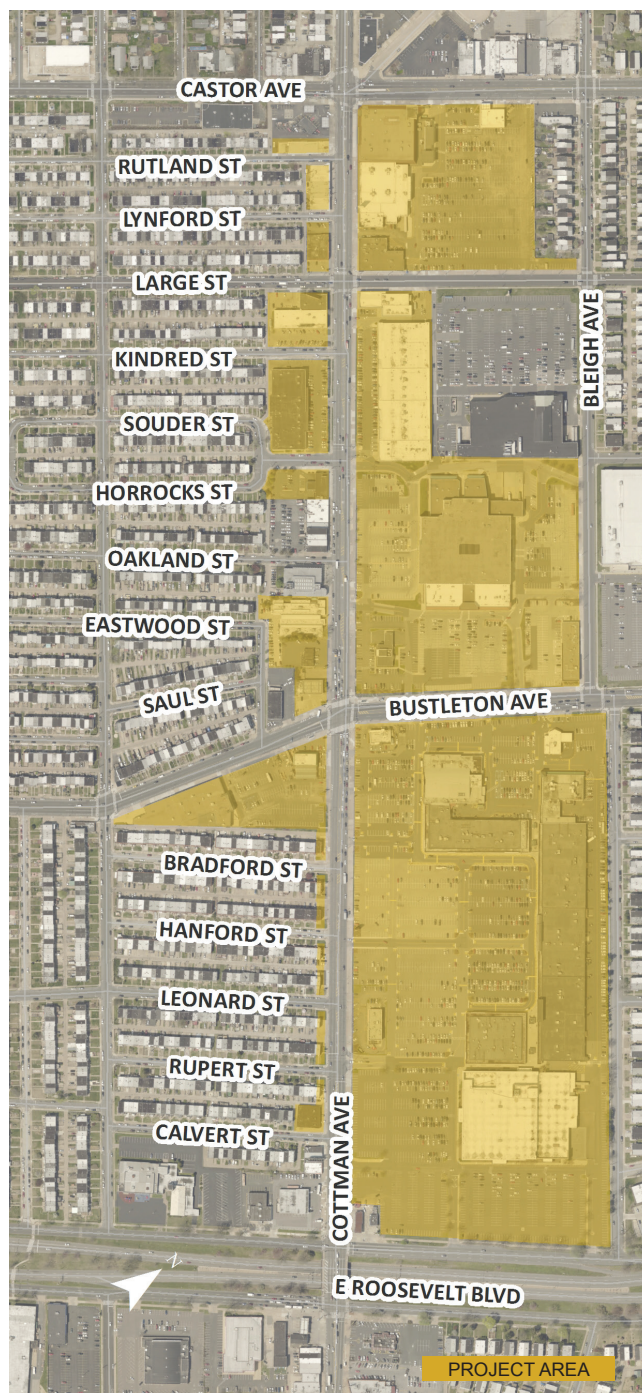 CASTOR AVE
RUTLAND ST
LYNFORD ST
LARGE ST
BLEIGH AVE
KINDRED ST
SOUDER ST
HORROCKS ST
OAKLAND ST
EASTWOOD ST
SAUL ST
BUSTLETON AVE
BRADFORD ST
HANFORD ST
LEONARD ST
RUPERT ST
CALVERT ST
COTTMAN AVE
N
E ROOSEVELT BLVD
PROJECT AREA